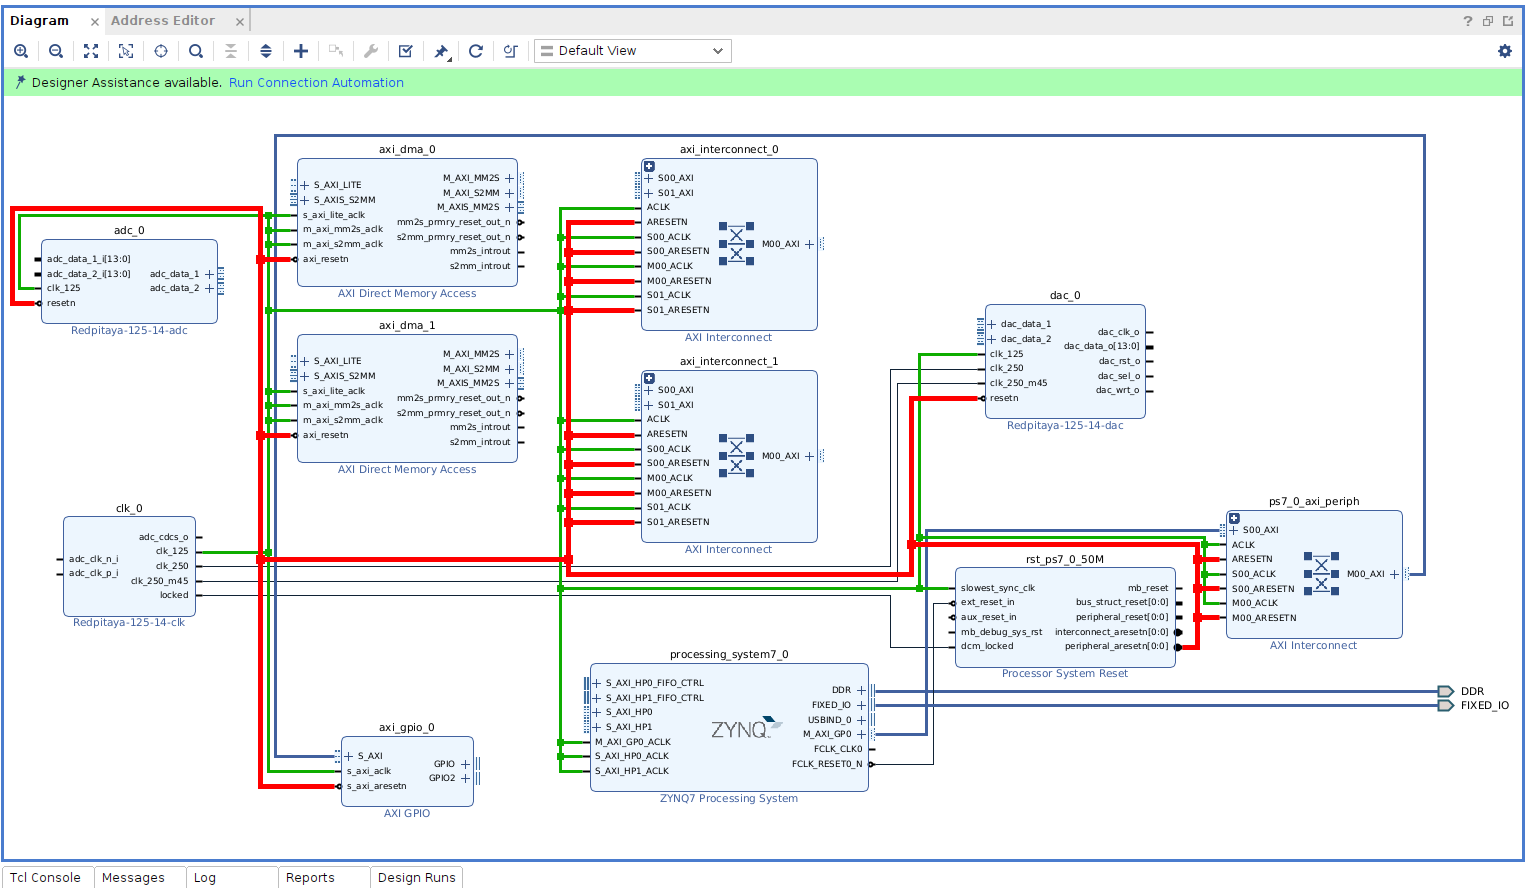 Diagram
Address Editor
Default View
Designer Assistance available. Run Connection Automation
axi_dma_0
S_AXI_LITE
S_AXIS_S2MM
s_axi_lite_aclk
m_axi_mm2s_aclk
m_axi_s2mm_aclk
axi_resetn
M_AXI_MM2S
M_AXI_S2MM
M_AXIS_MM2S
mm2s_prmry_reset_out_n
s2mm_prmry_reset_out_n
mm2s_introut
s2mm_introut
AXI Direct Memory Access
axi_interconnect_0
S00_AXI
S01_AXI
ACLK
ARESETN
S00_ACLK
S00_ARESETN
M00_ACLK
M00_ARESETN
S01_ACLK
S01_ARESETN
M00_AXI
AXI Interconnect
adc_0
adc_data_1_i[13:0]
adc_data_2_i[13:0]
clk_125
resetn
adc_data_1
adc_data_2
Redpitaya-125-14-adc
axi_dma_1
S_AXI_LITE
S_AXIS_S2MM
s_axi_lite_aclk
m_axi_mm2s_aclk
m_axi_s2mm_aclk
axi_resetn
M_AXI_MM2S
M_AXI_S2MM
M_AXIS_MM2S
mm2s_prmry_reset_out_n
s2mm_prmry_reset_out_n
mm2s_introut
s2mm_introut
AXI Direct Memory Access
axi_interconnect_1
S00_AXI
S01_AXI
ACLK
ARESETN
S00_ACLK
S00_ARESETN
M00_ACLK
M00_ARESETN
S01_ACLK
S01_ARESETN
M00_AXI
AXI Interconnect
dac_0
dac_data_1
dac_data_2
clk_125
clk_250
clk_250_m45
resetn
dac_clk_o
dac_data_o[13:0]
dac_rst_o
dac_sel_o
dac_wrt_o
Redpitaya-125-14-dac
clk_0
adc_clk_n_i
adc_clk_p_i
adc_cdcs_o
clk_125
clk_250
clk_250_m45
locked
Redpitaya-125-14-clk
ps7_0_axi_periph
S00_AXI
ACLK
ARESETN
S00_ACLK
S00_ARESETN
M00_ACLK
M00_ARESETN
M00_AXI
AXI Interconnect
rst_ps7_0_50M
slowest_sync_clk
ext_reset_in
aux_reset_in
mb_debug_sys_rst
dcm_locked
mb_reset
bus_struct_reset[0:0]
peripheral_reset[0:0]
interconnect_aresetn[0:0]
peripheral_aresetn[0:0]
Processor System Reset
processing_system7_0
S_AXI_HP0_FIFO_CTRL
S_AXI_HP1_FIFO_CTRL
S_AXI_HP0
S_AXI_HP1
M_AXI_GP0_ACLK
S_AXI_HP0_ACLK
S_AXI_HP1_ACLK
ZYNQ
DDR
FIXED_IO
USBIND_0
M_AXI_GP0
FCLK_CLK0
FCLK_RESET0_N
ZYNQ7 Processing System
DDR
FIXED_IO
axi_gpio_0
S_AXI
s_axi_aclk
s_axi_aresetn
GPIO
GPIO2
AXI GPIO
Tcl Console
Messages
Log
Reports
Design Runs